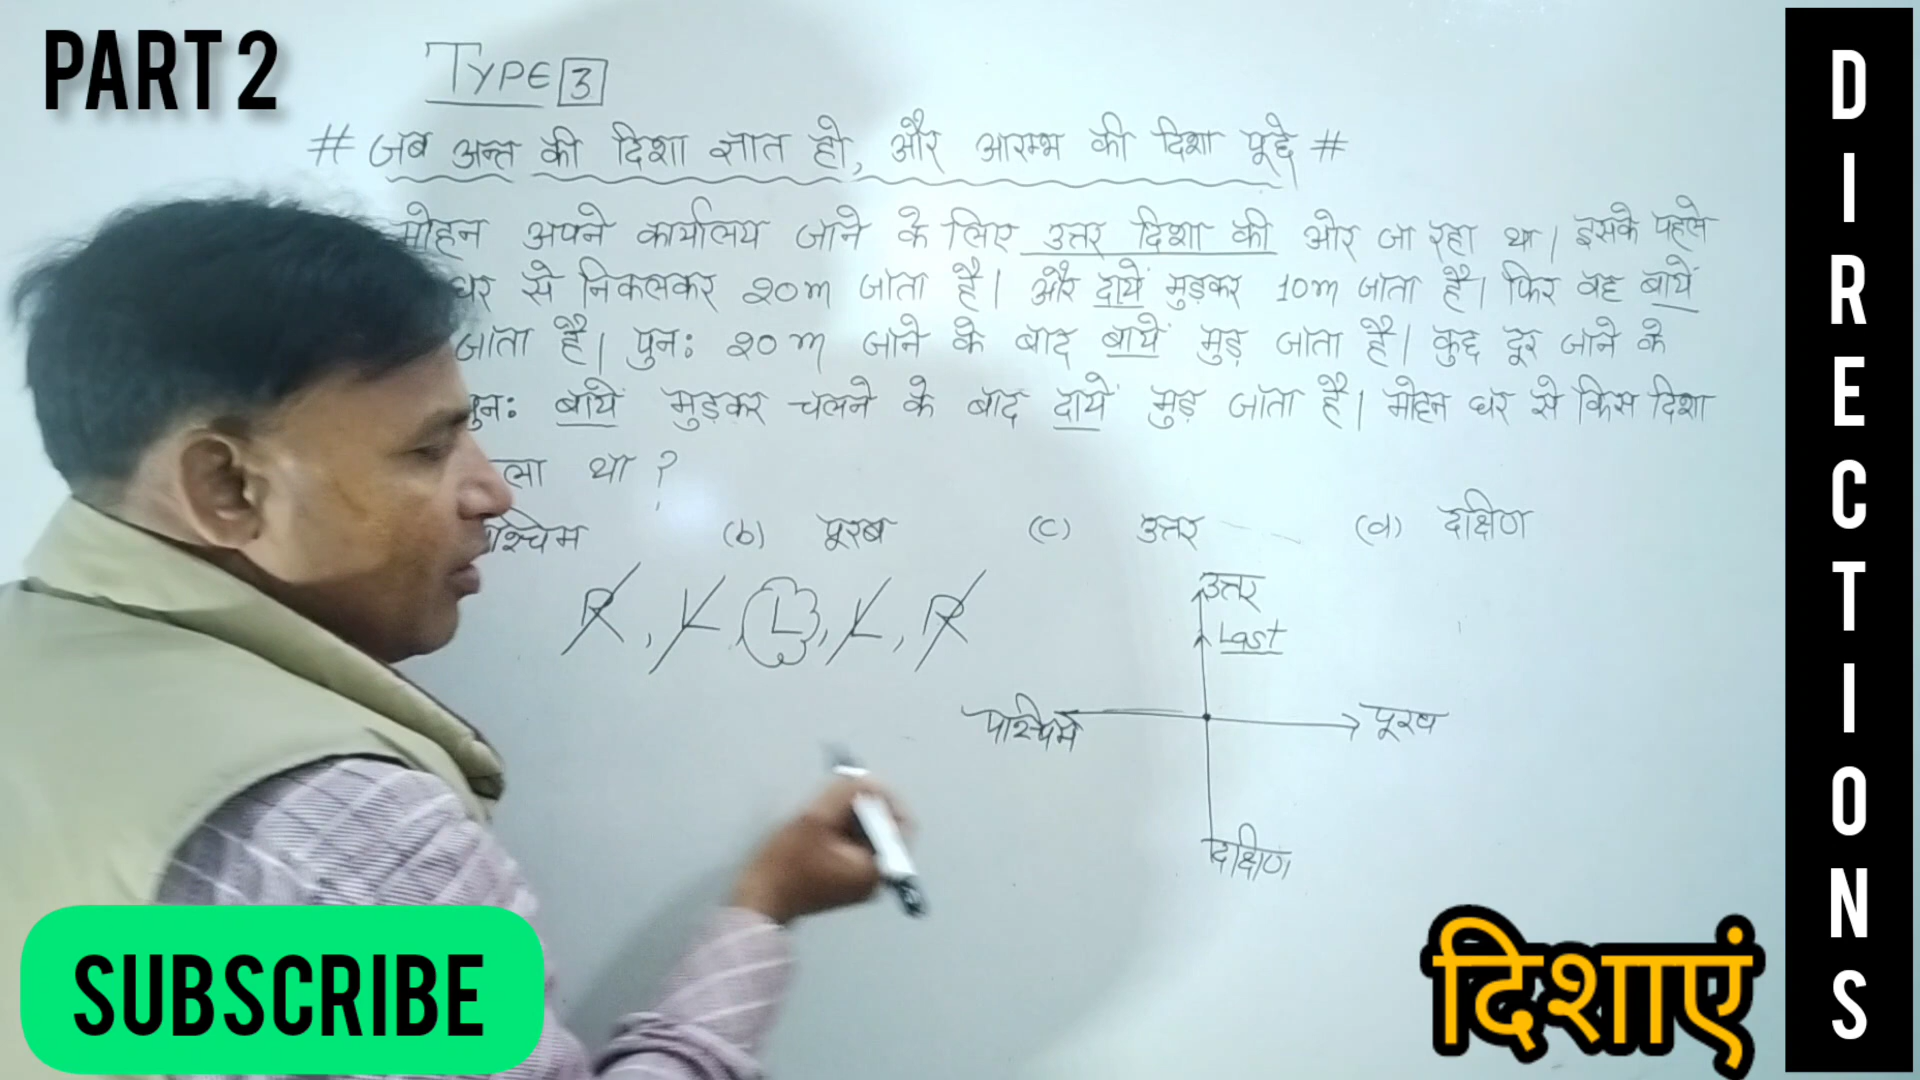 PART 2
TYPE 3
# जब अन्त की दिशा ज्ञात हो, और आरम्भ की दिशा पूछे #
मोहन अपने कार्यालय जाने के लिए उत्तर दिशा की ओर जा रहा था। इसके पहले
घर से निकलकर 20m जाता है। और दायें मुड़कर 10m जाता है। फिर वह बायें
जाता है। पुनः 20m जाने के बाद बायें मुड़ जाता है। कुछ दूर जाने के
पुनः बायें मुड़कर चलने के बाद दायें मुड़ जाता है। मोहन घर से किस दिशा
था ?
पश्चिम (b) पूरब (c) उत्तर (d) दक्षिण
R, L, L, L, R
उत्तर
Last
पश्चिम पूरब
दक्षिण
SUBSCRIBE
दिशाएं
DIRECTIONS